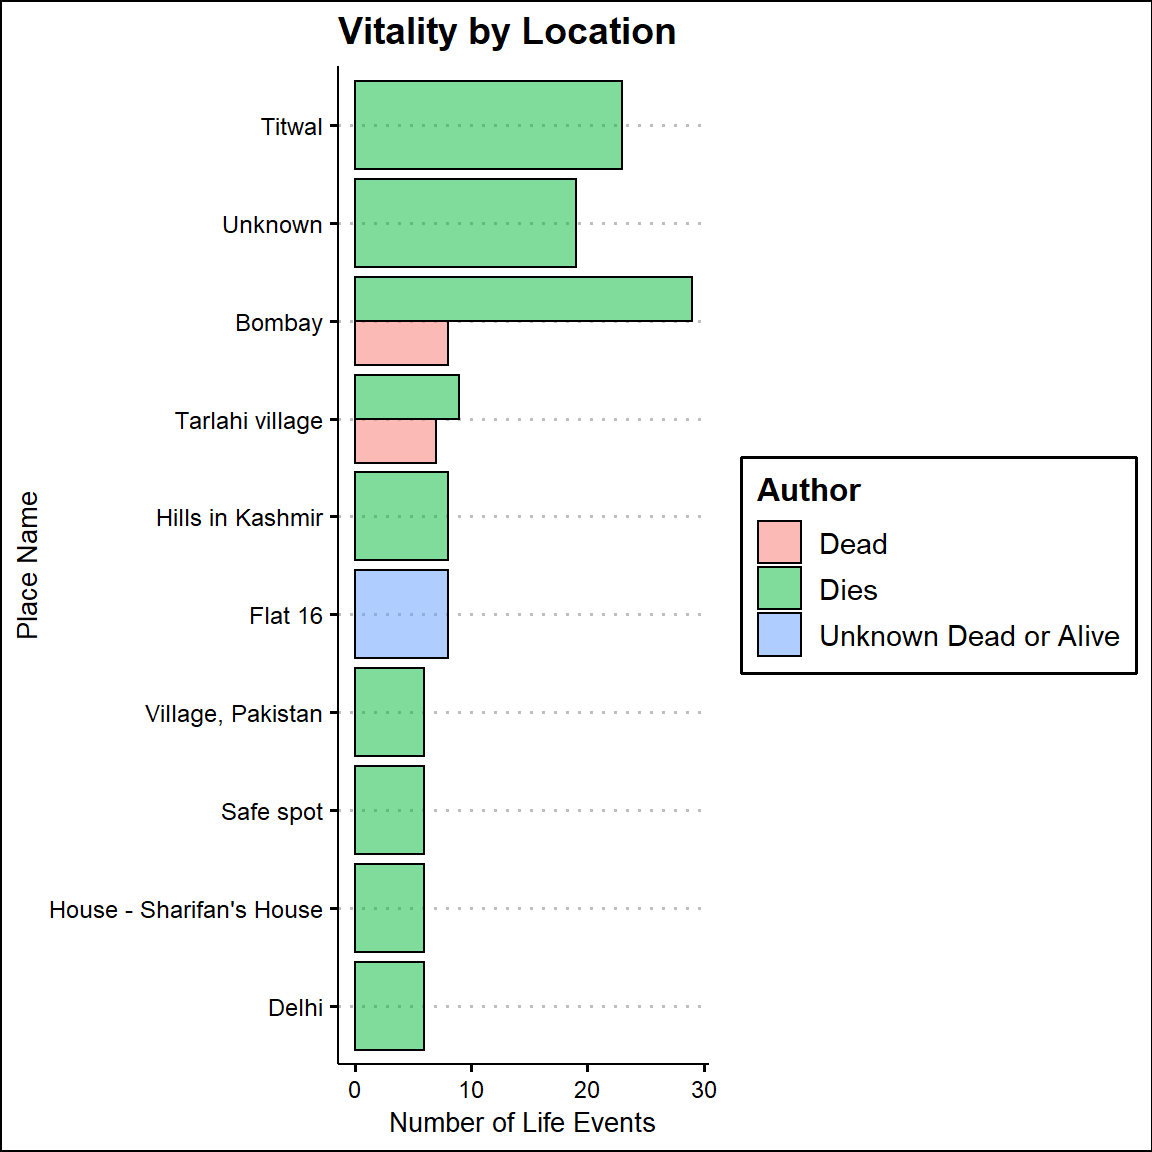 Vitality by Location
Titwal
Unknown
Bombay
Tarlahi village
Hills in Kashmir
Flat 16
Village, Pakistan
Safe spot
House - Sharifan's House
Delhi
Place Name
0 10 20 30
Number of Life Events
Author
Dead
Dies
Unknown Dead or Alive